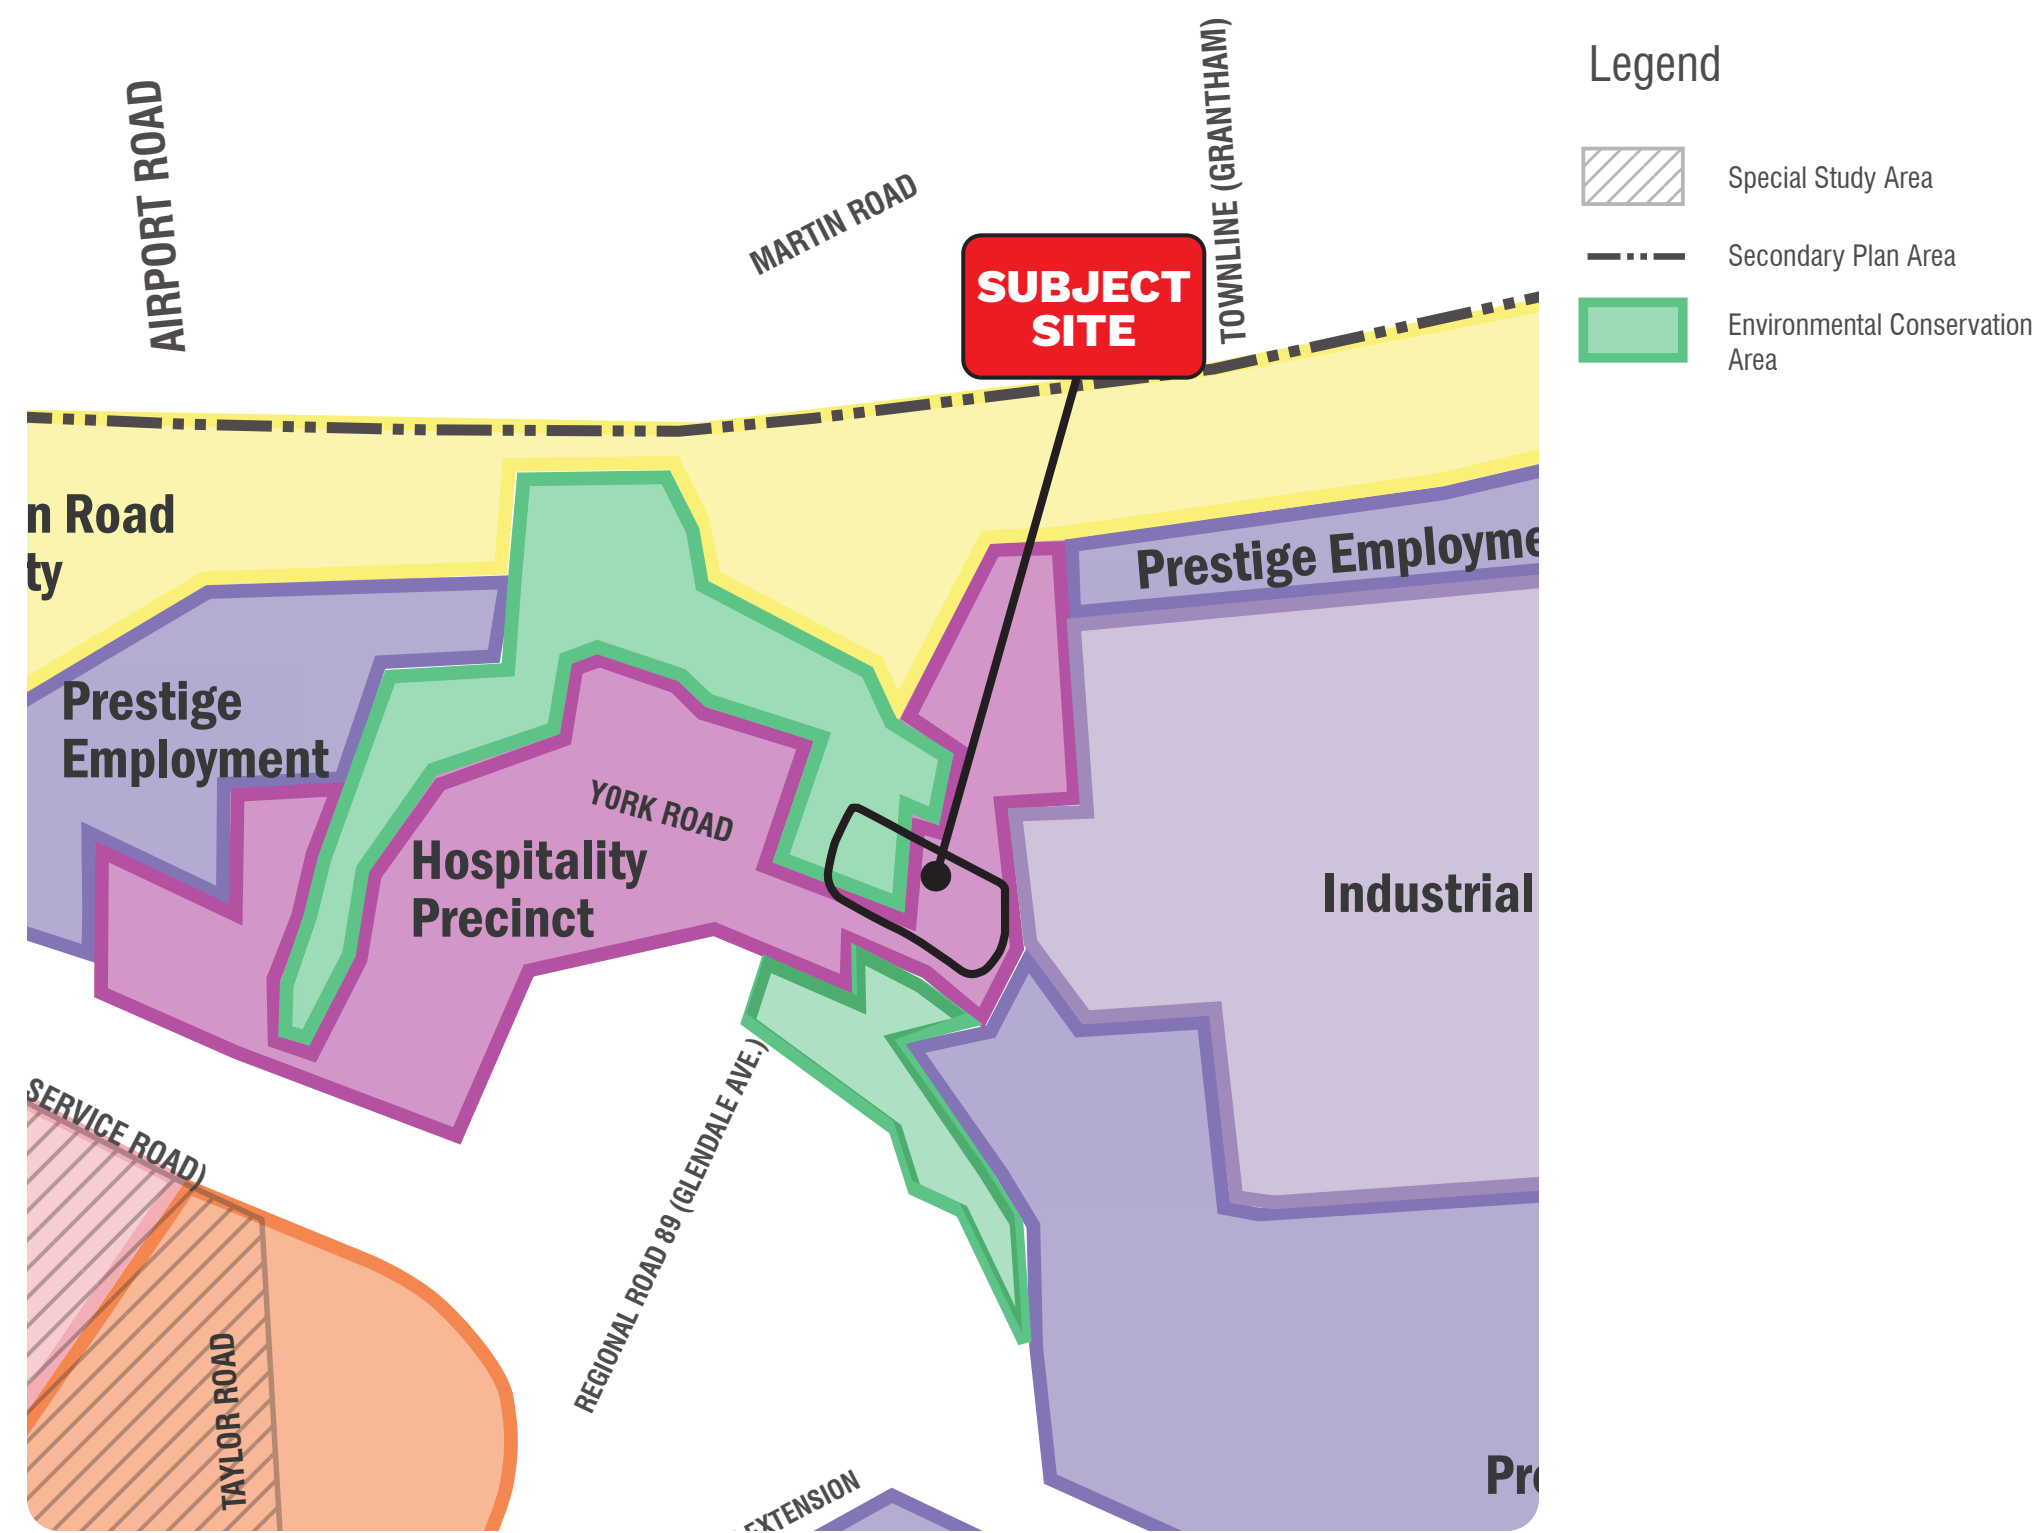 AIRPORT ROAD
MARTIN ROAD
TOWNLINE (GRANTHAM)
SUBJECT
SITE
Legend
Special Study Area
Secondary Plan Area
Environmental Conservation
Area
n Road
ty
Prestige Employme
Prestige
Employment
YORK ROAD
Hospitality
Precinct
Industrial
SERVICE ROAD)
REGIONAL ROAD 89 (GLENDALE AVE.)
TAYLOR ROAD
EXTENSION
Pre